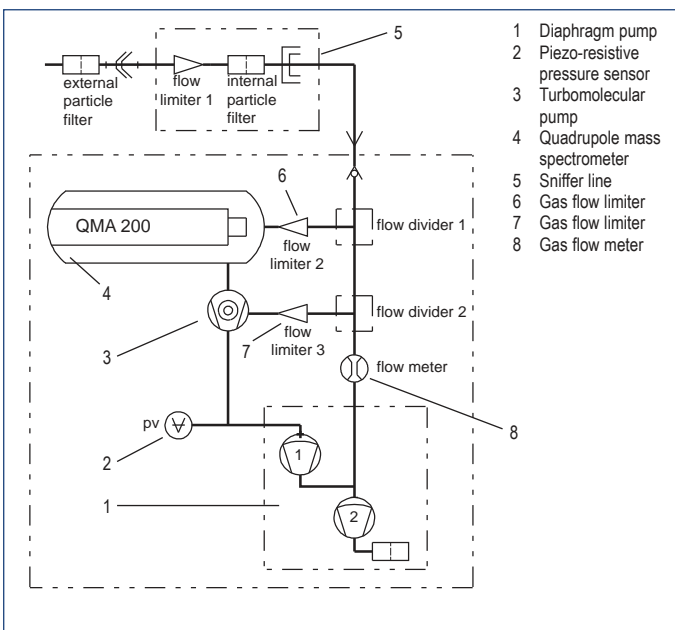 5
external
particle
filter
flow
limiter 1
internal
particle
filter
6
QMA 200
flow
limiter 2
flow divider 1
4
3
7
flow
limiter 3
flow divider 2
flow meter
8
pv
2
1
1
2
1 Diaphragm pump
2 Piezo-resistive
pressure sensor
3 Turbomolecular
pump
4 Quadrupole mass
spectrometer
5 Sniffer line
6 Gas flow limiter
7 Gas flow limiter
8 Gas flow meter